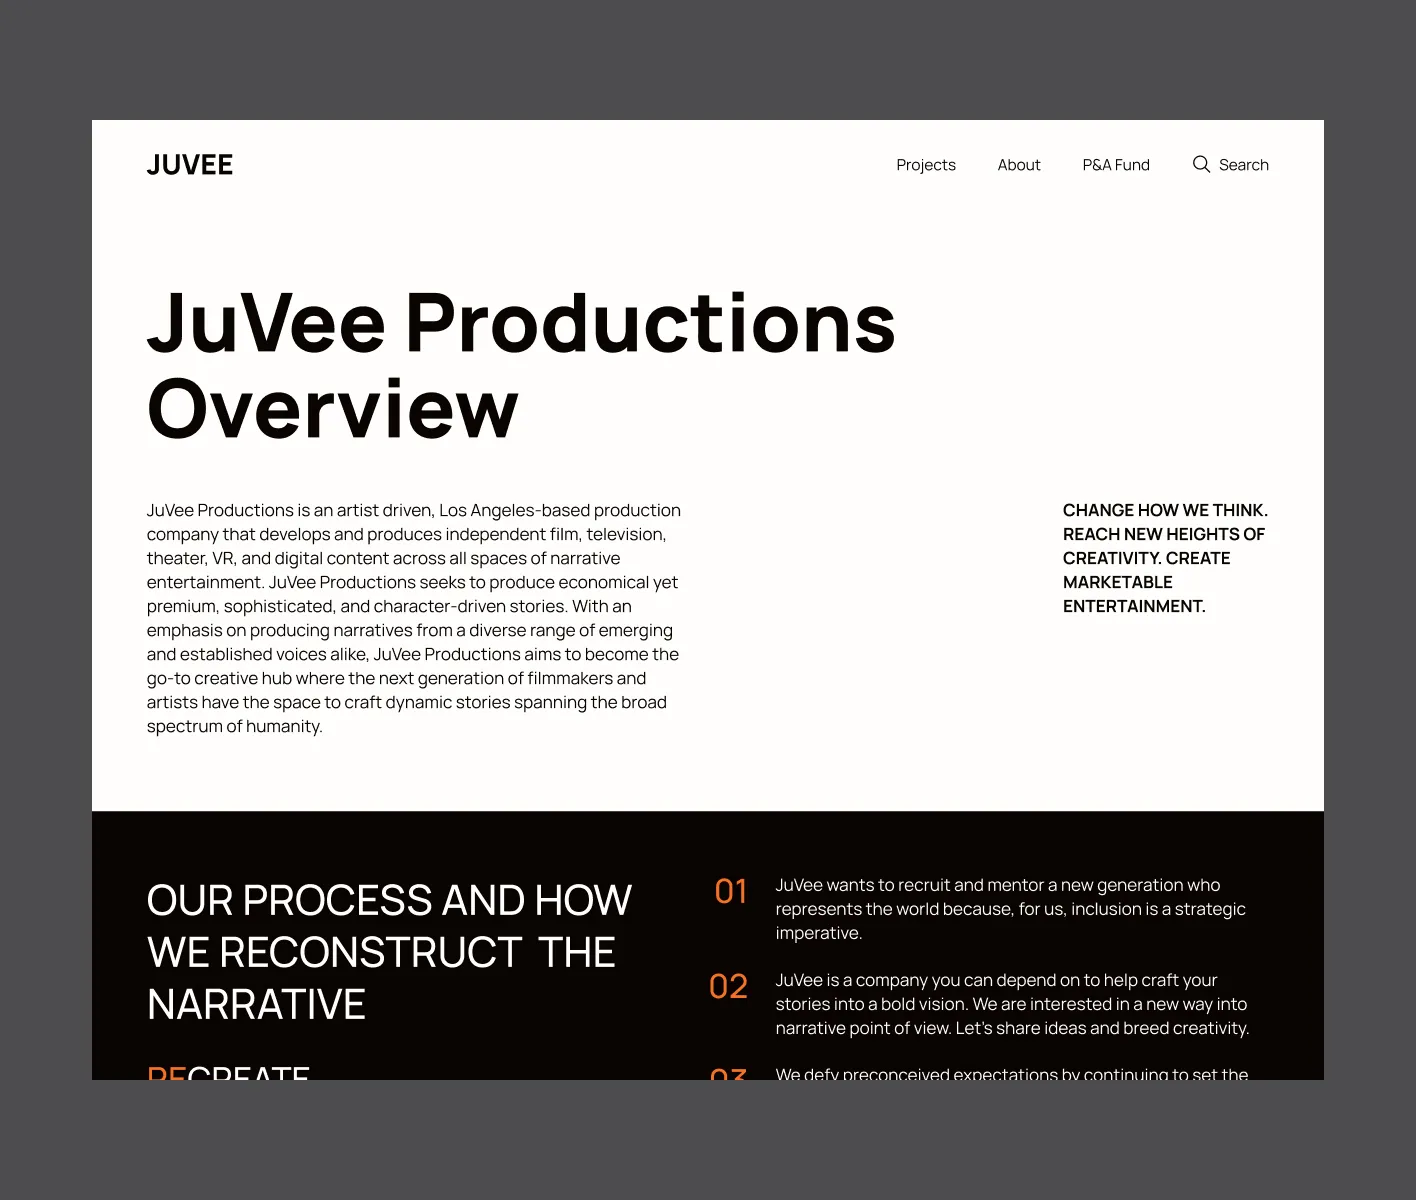 JUVEE
Projects About P&A Fund Search
JuVee Productions
Overview
JuVee Productions is an artist driven, Los Angeles-based production
company that develops and produces independent film, television,
theater, VR, and digital content across all spaces of narrative
entertainment. JuVee Productions seeks to produce economical yet
premium, sophisticated, and character-driven stories. With an
emphasis on producing narratives from a diverse range of emerging
and established voices alike, JuVee Productions aims to become the
go-to creative hub where the next generation of filmmakers and
artists have the space to craft dynamic stories spanning the broad
spectrum of humanity.
CHANGE HOW WE THINK.
REACH NEW HEIGHTS OF
CREATIVITY. CREATE
MARKETABLE
ENTERTAINMENT.
OUR PROCESS AND HOW
WE RECONSTRUCT THE
NARRATIVE
RECREATE
01
JuVee wants to recruit and mentor a new generation who
represents the world because, for us, inclusion is a strategic
imperative.
02
JuVee is a company you can depend on to help craft your
stories into a bold vision. We are interested in a new way into
narrative point of view. Let's share ideas and breed creativity.
03
We defy preconceived expectations by continuing to set the